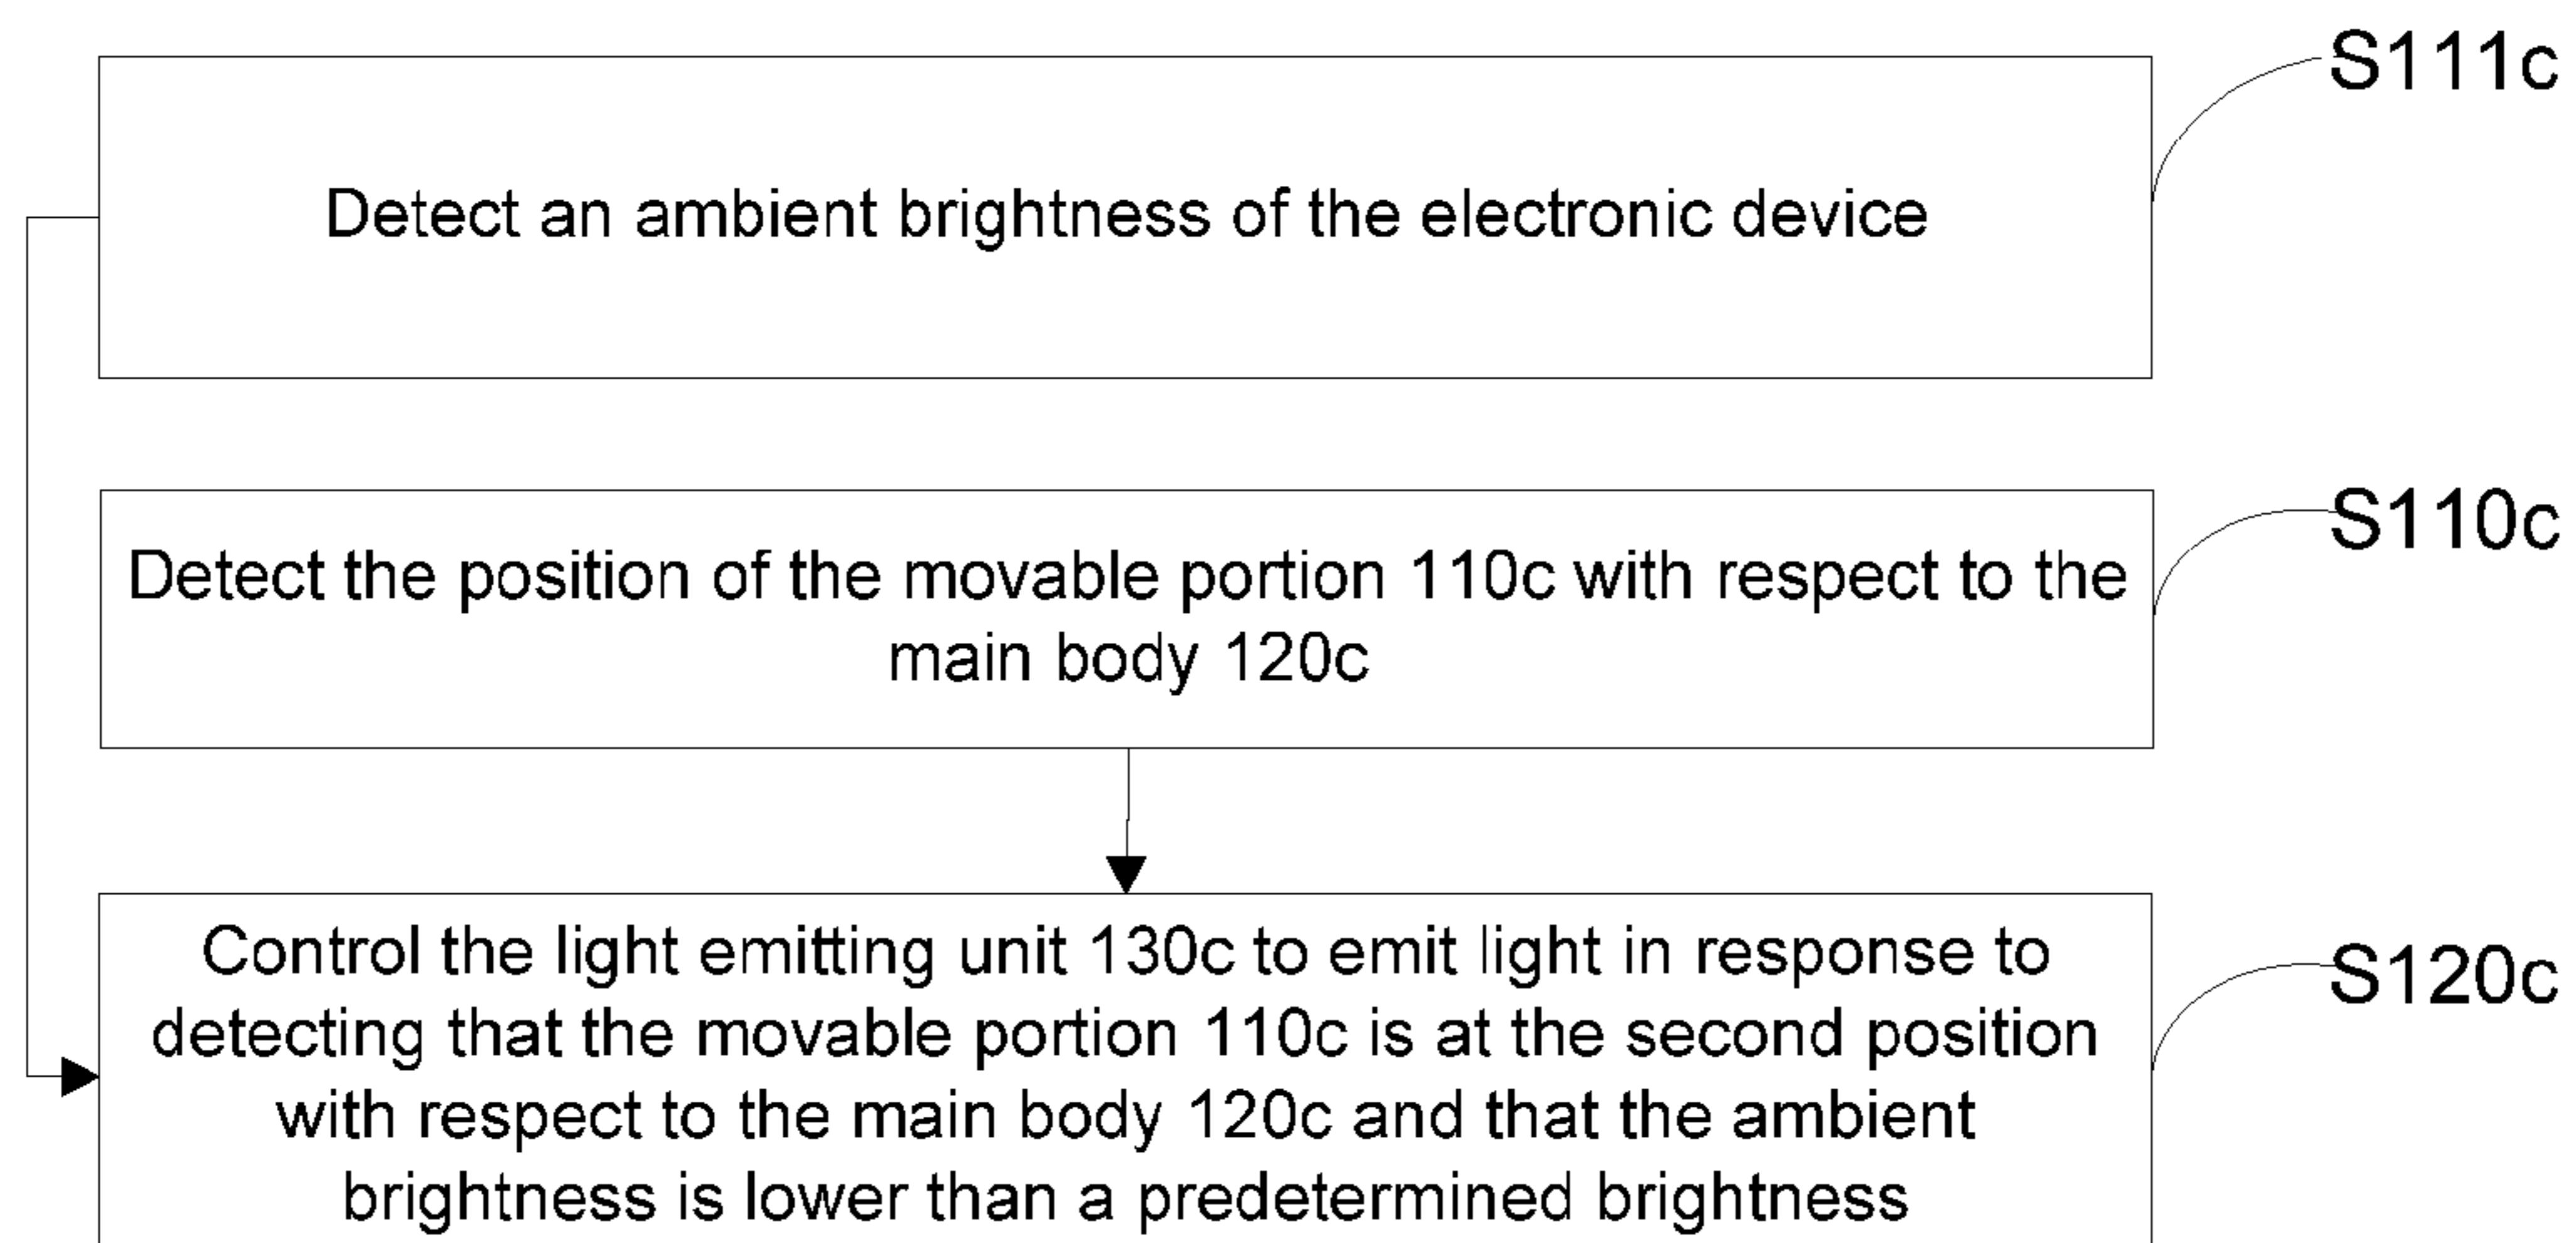 S111c
Detect an ambient brightness of the electronic device
S110c
Detect the position of the movable portion 110c with respect to the
main body 120c
Control the light emitting unit 130c to emit light in response to
S120c
detecting that the movable portion 110c is at the second position
with respect to the main body 120c and that the ambient
brightness is lower than a predetermined brightness